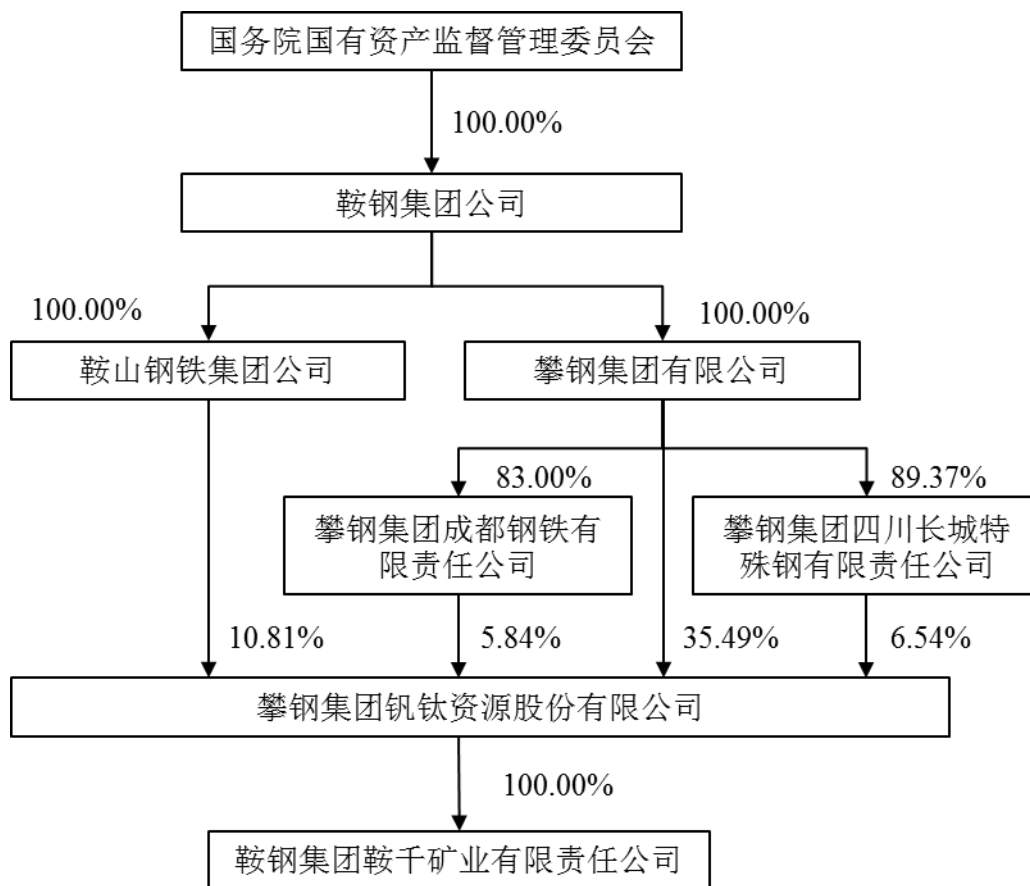 国务院国有资产监督管理委员会
100.00%
鞍钢集团公司
100.00%
100.00%
鞍山钢铁集团公司
攀钢集团有限公司
83.00%
89.37%
攀钢集团成都钢铁有
限责任公司
攀钢集团四川长城特
殊钢有限责任公司
10.81%
5.84%
35.49%
6.54%
攀钢集团钒钛资源股份有限公司
100.00%
鞍钢集团鞍千矿业有限责任公司